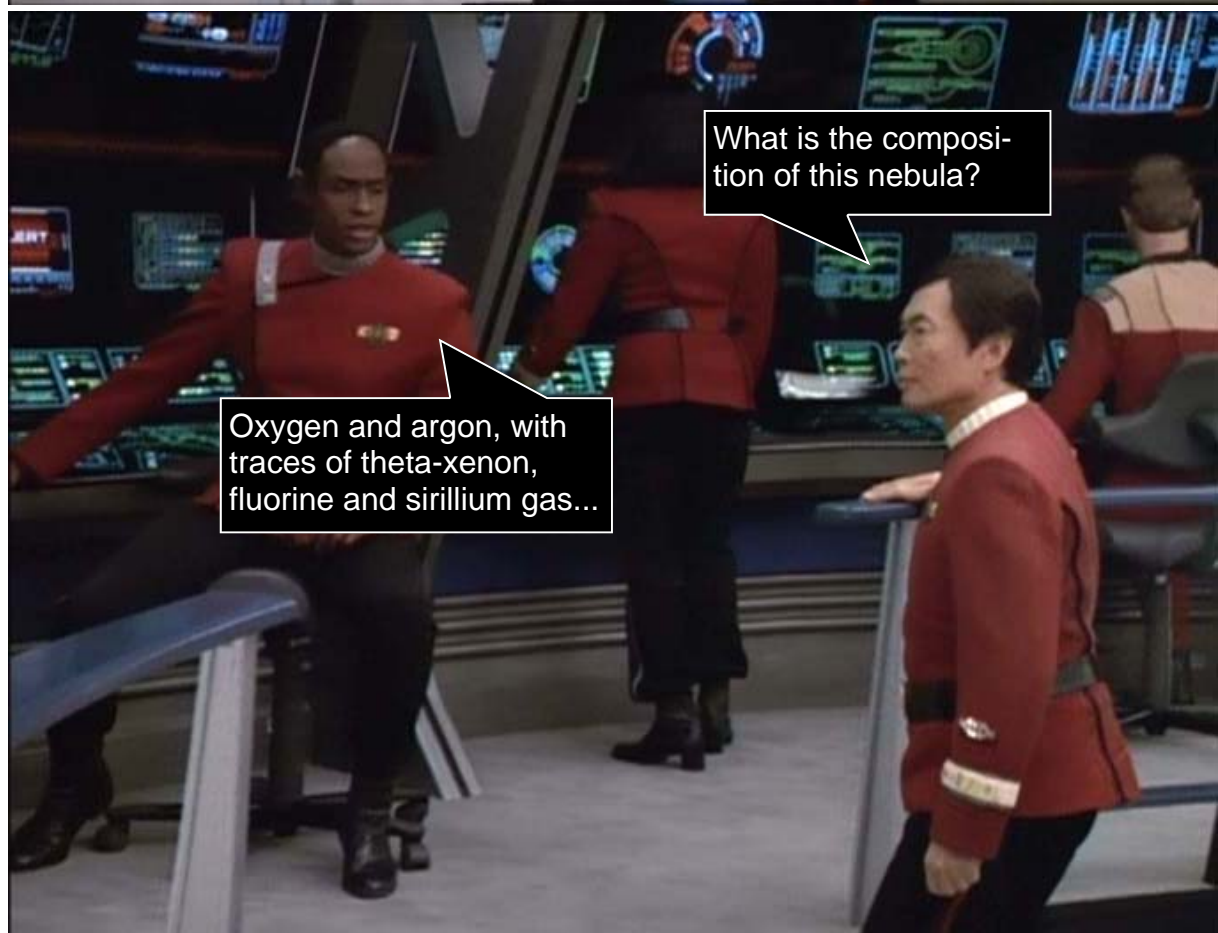 What is the composi-
tion of this nebula?
ERT
Oxygen and argon, with
traces of theta-xenon,
fluorine and sirillium gas...